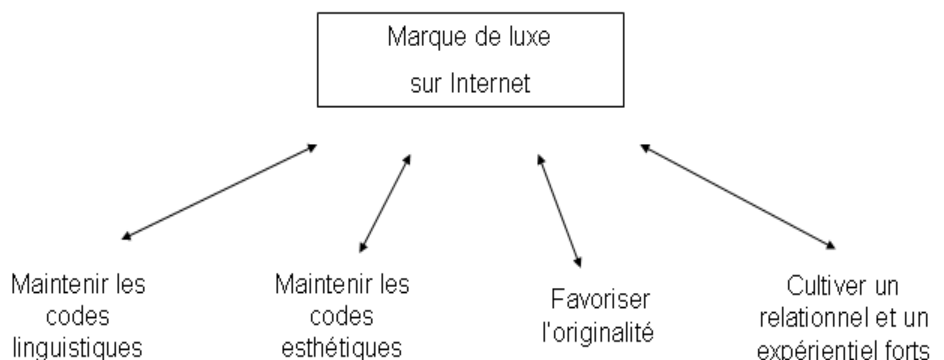 Marque de luxe
sur Internet
Maintenir les
codes
linguistiques
Maintenir les
codes
esthétiques
Favoriser
l'originalité
Cultiver un
relationnel et un
expérientiel forts